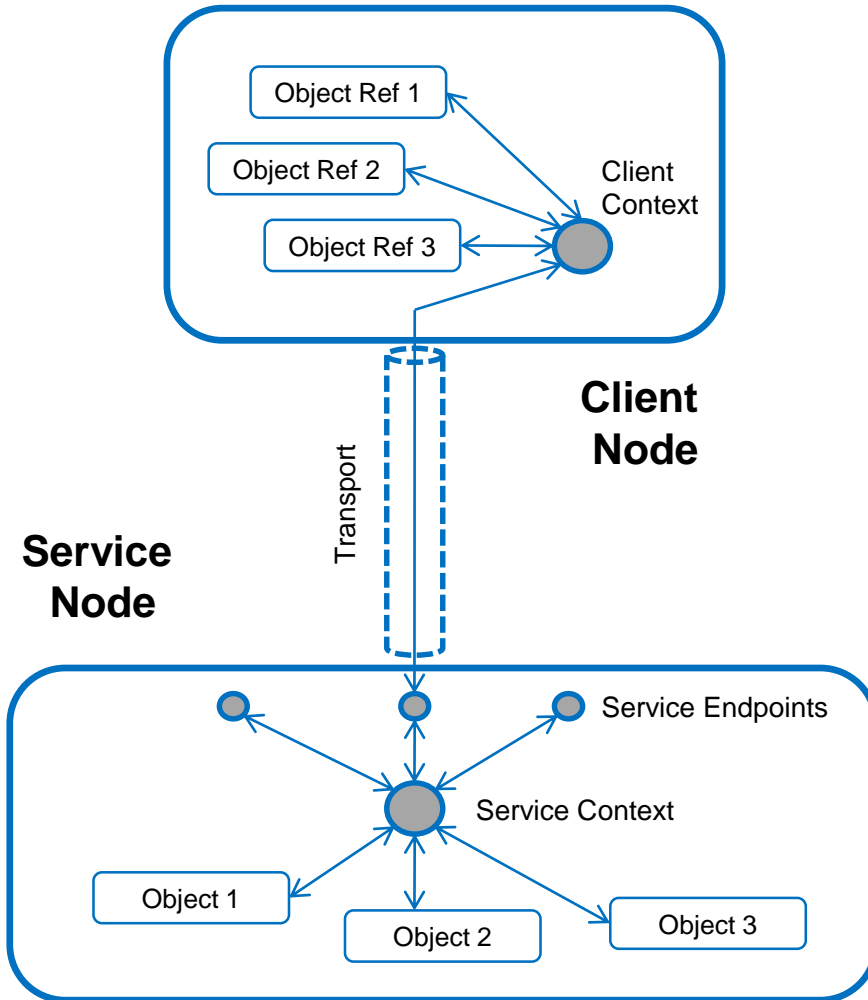 Object Ref 1
Object Ref 2
Client
Context
Object Ref 3
Client
Node
Transport
Service
Node
Service Endpoints
Service Context
Object 1
Object 2
Object 3